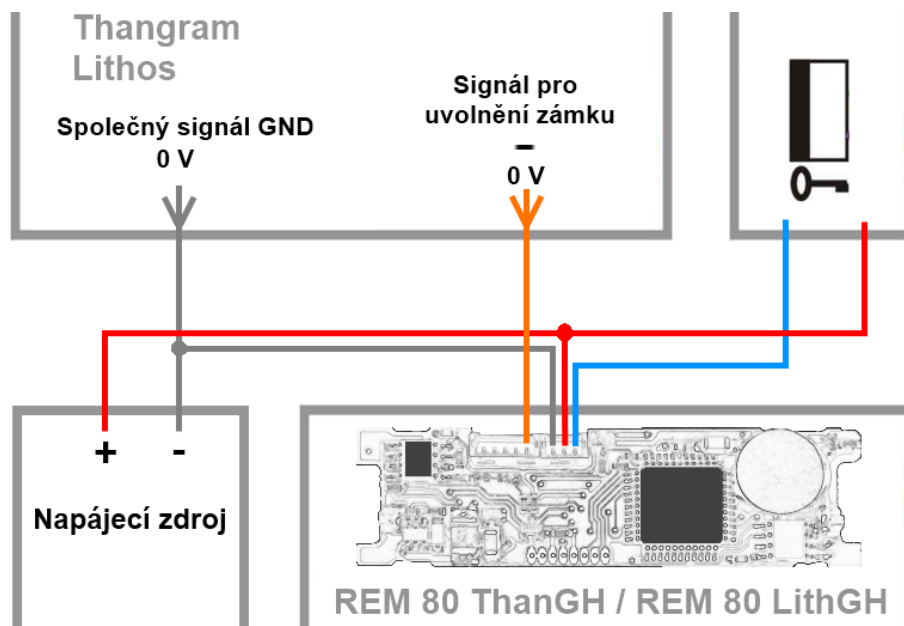 Thangram
Lithos
Společný signál GND
0 V
Signál pro
uvolnění zámku
-
0 V
+ -
Napájecí zdroj
REM 80 ThanGH / REM 80 LithGH